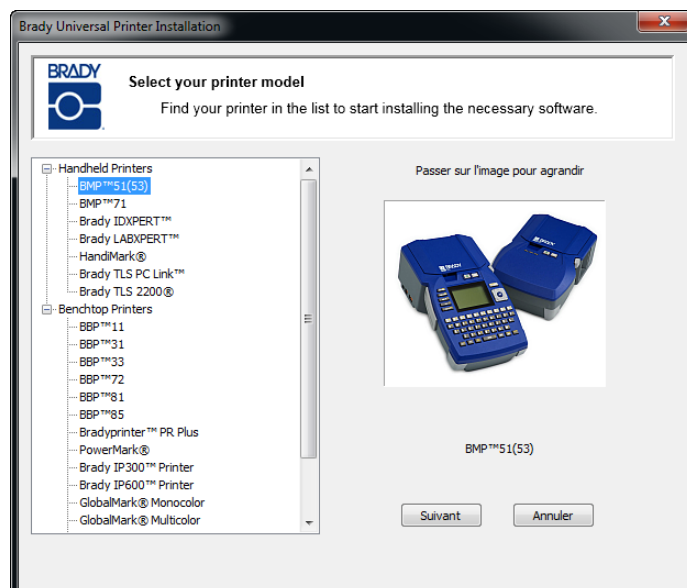 Brady Universal Printer Installation
BRADY
Select your printer model
Find your printer in the list to start installing the necessary software.
Handheld Printers
BMP™51(53)
BMP™71
Brady IDXPERT™
Brady LABXPERT™
HandiMark®
Brady TLS PC Link™
Brady TLS 2200®
Benchtop Printers
BBP™11
BBP™31
BBP™33
BBP™72
BBP™81
BBP™85
Bradyprinter™ PR Plus
PowerMark®
Brady IP300™ Printer
Brady IP600™ Printer
GlobalMark® Monocolor
GlobalMark® Multicolor
Passer sur l'image pour agrandir
BRADY
BRADY
BMP™51(53)
Suivant
Annuler